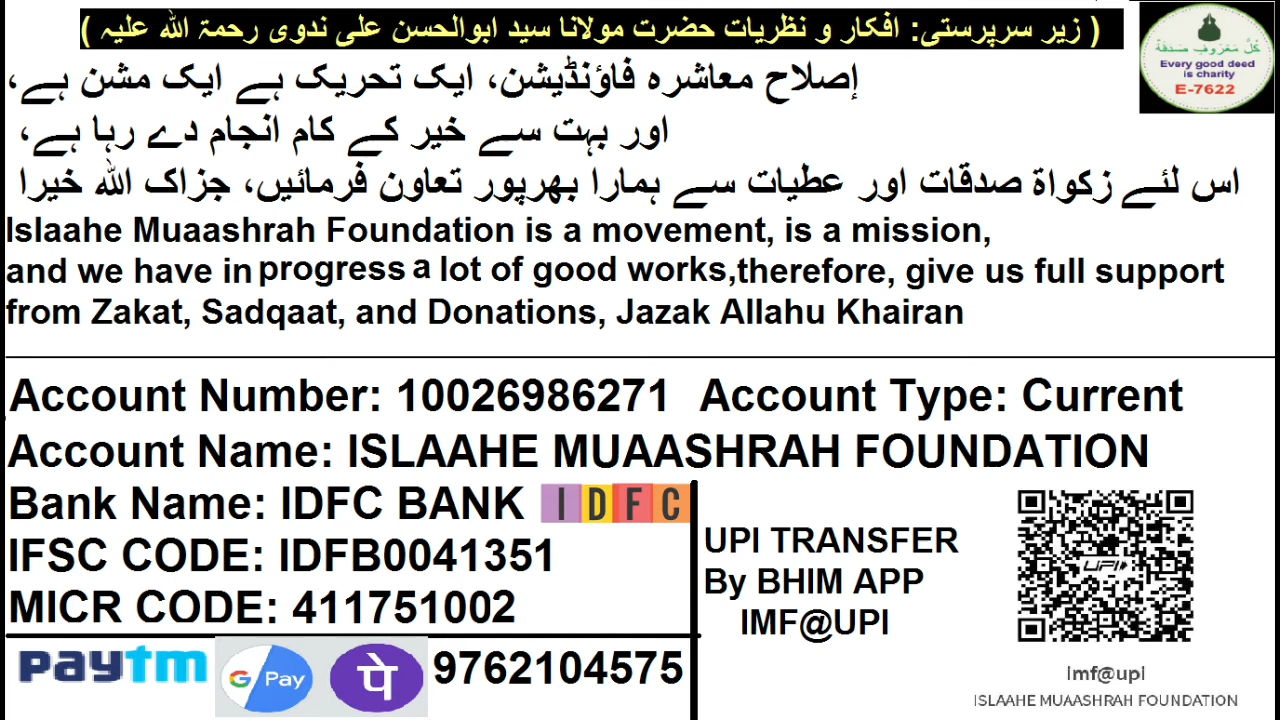 ( زیر سرپرستی: افکار و نظریات حضرت مولانا سید ابوالحسن علی ندوی رحمۃ اللہ علیہ )
كُلُّ مَعْرُوفٍ صَدَقَةٌ
Every good deed
is charity
E-7622
إصلاح معاشرہ فاؤنڈیشن، ایک تحریک ہے ایک مشن ہے،
اور بہت سے خیر کے کام انجام دے رہا ہے،
اس لئے زکواۃ صدقات اور عطیات سے ہمارا بھرپور تعاون فرمائیں، جزاک اللہ خیرا
Islaahe Muaashrah Foundation is a movement, is a mission,
and we have in progress a lot of good works,therefore, give us full support
from Zakat, Sadqaat, and Donations, Jazak Allahu Khairan
Account Number: 10026986271 Account Type: Current
Account Name: ISLAAHE MUAASHRAH FOUNDATION
Bank Name: IDFC BANK IDFC
IFSC CODE: IDFB0041351
MICR CODE: 411751002
paytm G Pay पे 9762104575
UPI TRANSFER
By BHIM APP
IMF@UPI
UPI
imf@upi
ISLAAHE MUAASHRAH FOUNDATION